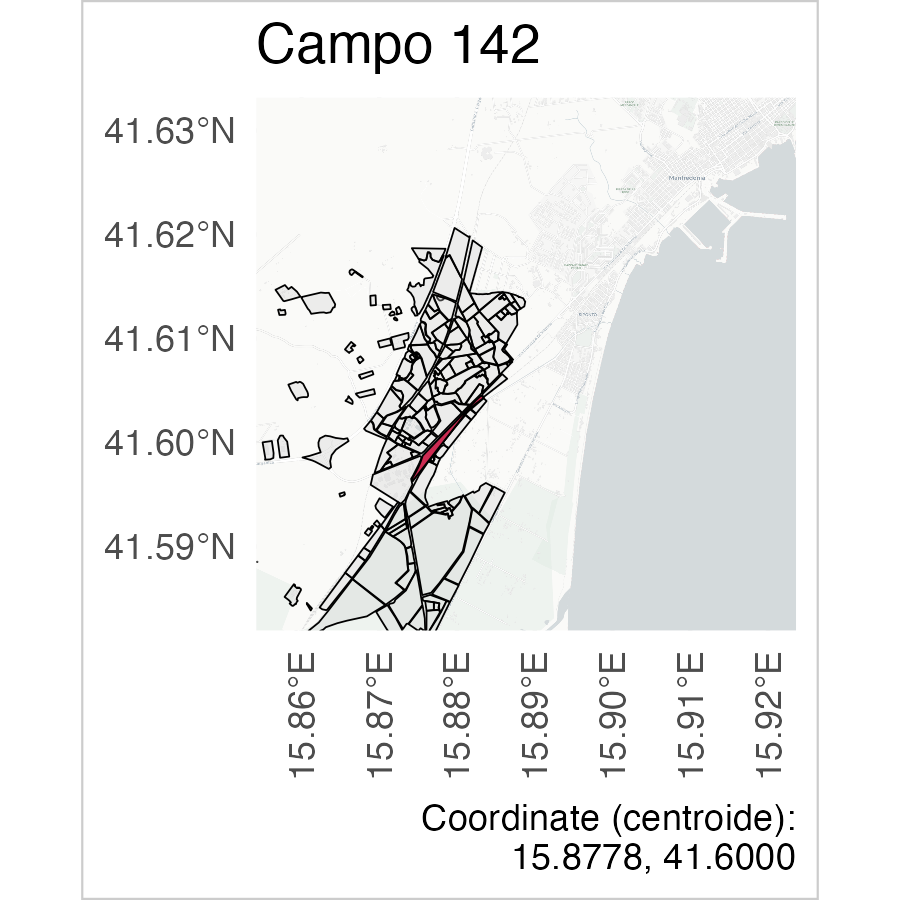 Campo 142
41.63°N
41.62°N
41.61°N
41.60°N
41.59°N
Manfredonia
SIPONTO
15.86°E
15.87°E
15.88°E
15.89°E
15.90°E
15.91°E
15.92°E
Coordinate (centroide):
15.8778, 41.6000